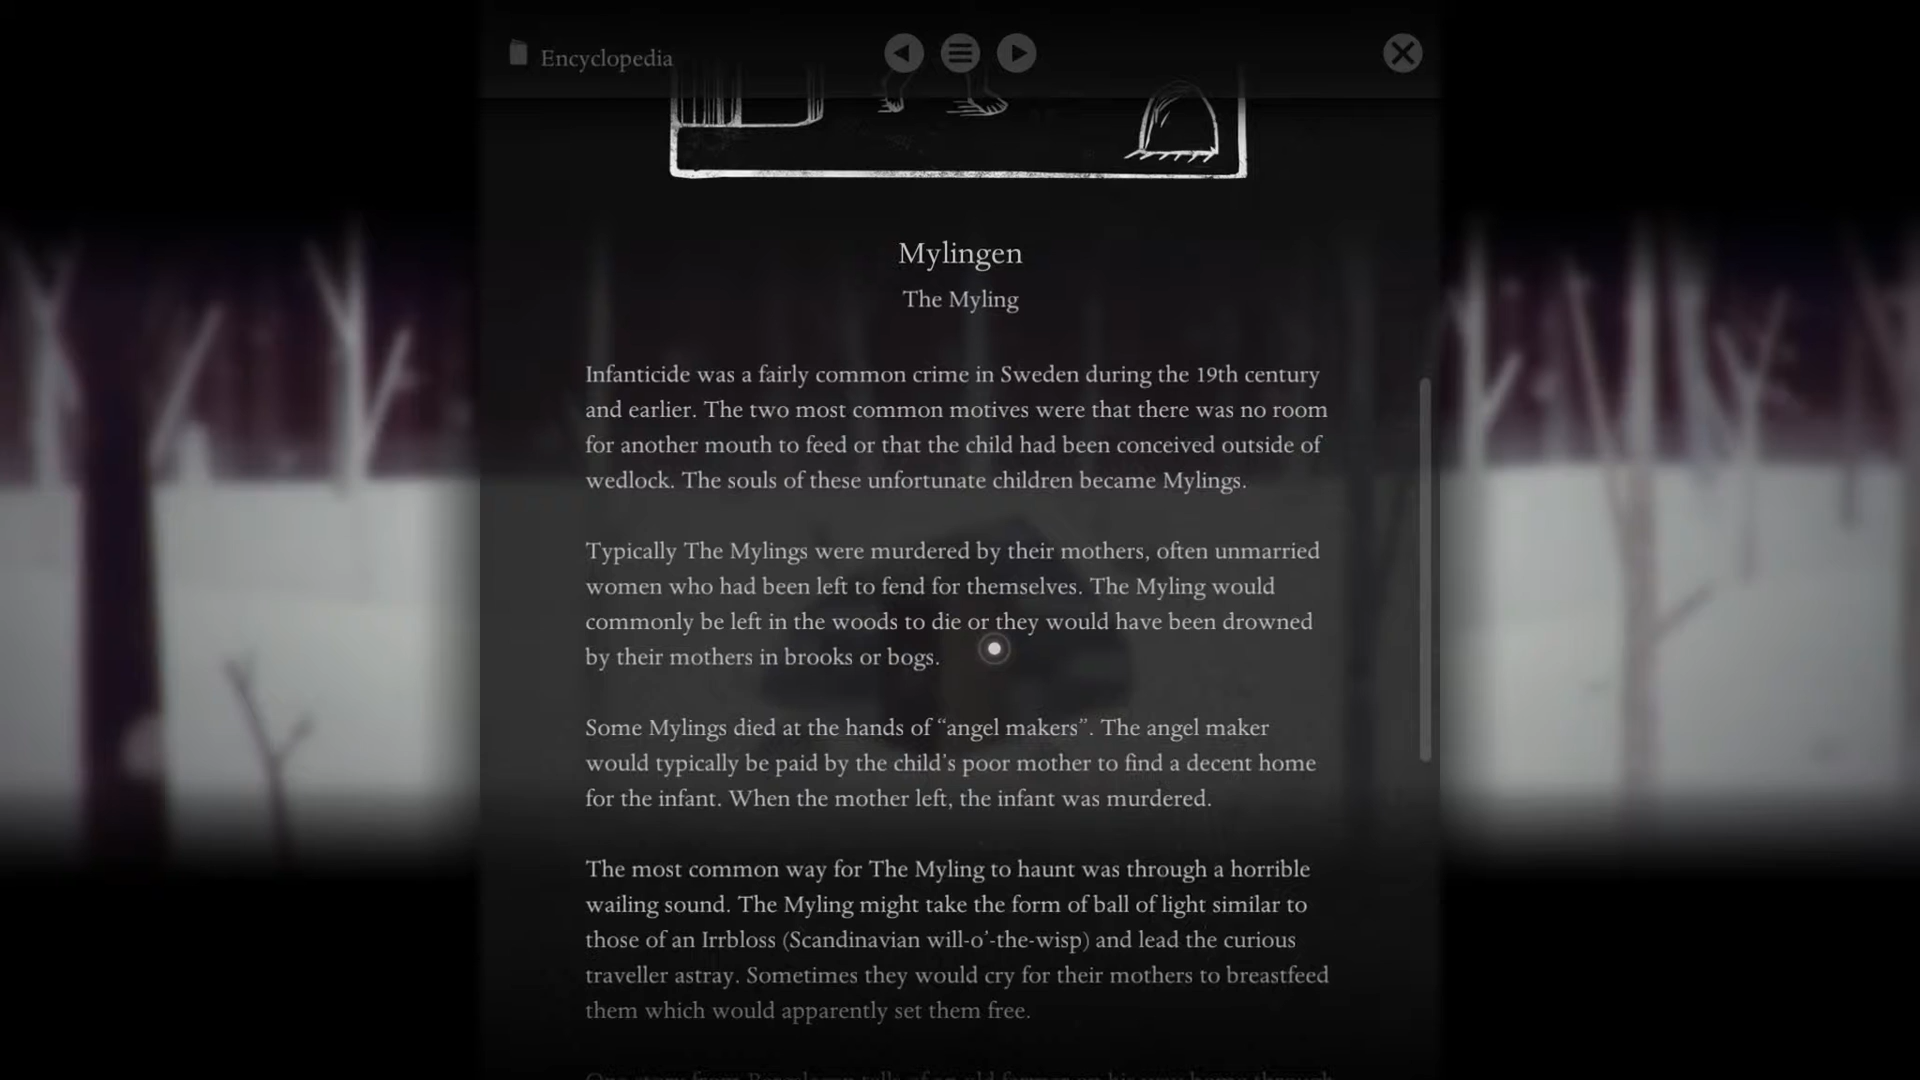 Encyclopedia
Mylingen
The Myling
Infanticide was a fairly common crime in Sweden during the 19th century
and earlier. The two most common motives were that there was no room
for another mouth to feed or that the child had been conceived outside of
wedlock. The souls of these unfortunate children became Mylings.
Typically The Mylings were murdered by their mothers, often unmarried
women who had been left to fend for themselves. The Myling would
commonly be left in the woods to die or they would have been drowned
by their mothers in brooks or bogs.
Some Mylings died at the hands of “angel makers”. The angel maker
would typically be paid by the child’s poor mother to find a decent home
for the infant. When the mother left, the infant was murdered.
The most common way for The Myling to haunt was through a horrible
wailing sound. The Myling might take the form of ball of light similar to
those of an Irrbloss (Scandinavian will-o’-the-wisp) and lead the curious
traveller astray. Sometimes they would cry for their mothers to breastfeed
them which would apparently set them free.